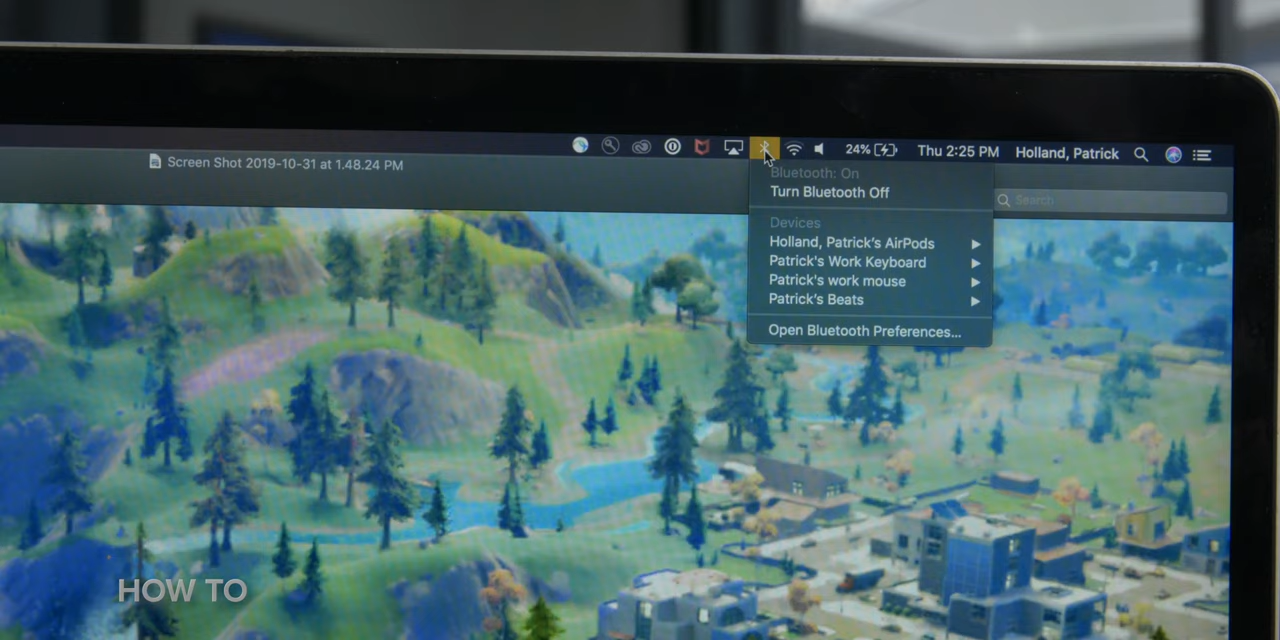 24% Thu 2:25 PM Holland, Patrick
Screen Shot 2019-10-31 at 1.48.24 PM
Bluetooth: On
Turn Bluetooth Off
Search
Devices
Holland, Patrick's AirPods
Patrick's Work Keyboard
Patrick's work mouse
Patrick's Beats
Open Bluetooth Preferences...
HOW TO